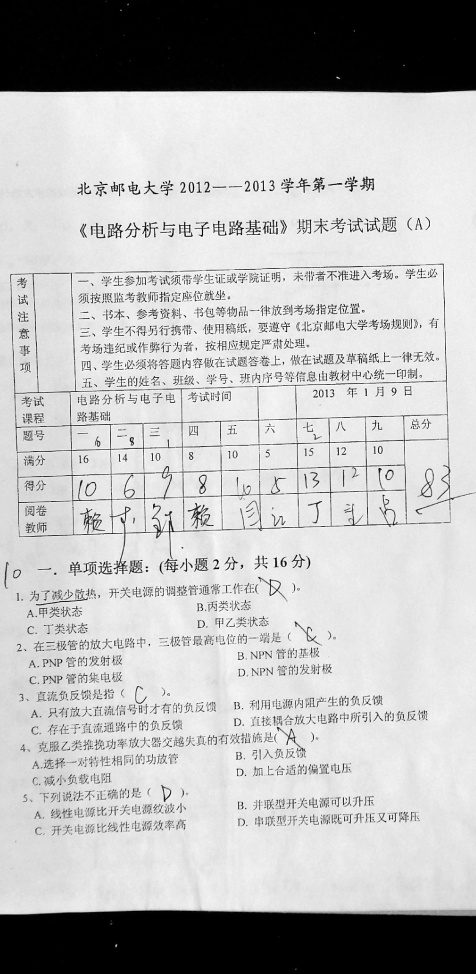 北京邮电大学 2012——2013 学年第一学期
《电路分析与电子电路基础》期末考试试题（A）
考试注意事项
一、学生参加考试须带学生证或学院证明，未带者不准进入考场。学生必
须按照监考教师指定座位就坐。
二、书本、参考资料、书包等物品一律放到考场指定位置。
三、学生不得另行携带、使用稿纸，要遵守《北京邮电大学考场规则》，有
考场违纪或作弊行为者，按相应规定严肃处理。
四、学生必须将答题内容做在试题答卷上，做在试题及草稿纸上一律无效。
五、学生的姓名、班级、学号、班内序号等信息由教材中心统一印制。
考试课程 电路分析与电子电路基础 考试时间 2013 年 1 月 9 日
题号 一 二 三 四 五 六 七 八 九 总分
6 8 1 2
满分 16 14 10 8 10 5 15 12 10
得分 10 6 9 8 10 5 13 12 10 83
阅卷教师 赖 赖 闫 江 丁
10 一．单项选择题：(每小题 2 分，共 16 分)
1. 为了减少散热，开关电源的调整管通常工作在( D )。
A.甲类状态 B.丙类状态
C. 丁类状态 D. 甲乙类状态
2、在三极管的放大电路中，三极管最高电位的一端是（ C ）。
A. PNP 管的发射极 B. NPN 管的基极
C. PNP 管的集电极 D. NPN 管的发射极
3、直流负反馈是指（ C ）。
A. 只有放大直流信号时才有的负反馈 B. 利用电源内阻产生的负反馈
C. 存在于直流通路中的负反馈 D. 直接耦合放大电路中所引入的负反馈
4、克服乙类推挽功率放大器交越失真的有效措施是( A )。
A.选择一对特性相同的功放管 B. 引入负反馈
C. 减小负载电阻 D. 加上合适的偏置电压
5、下列说法不正确的是（ D ）.
A. 线性电源比开关电源纹波小 B. 并联型开关电源可以升压
C. 开关电源比线性电源效率高 D. 串联型开关电源既可升压又可降压